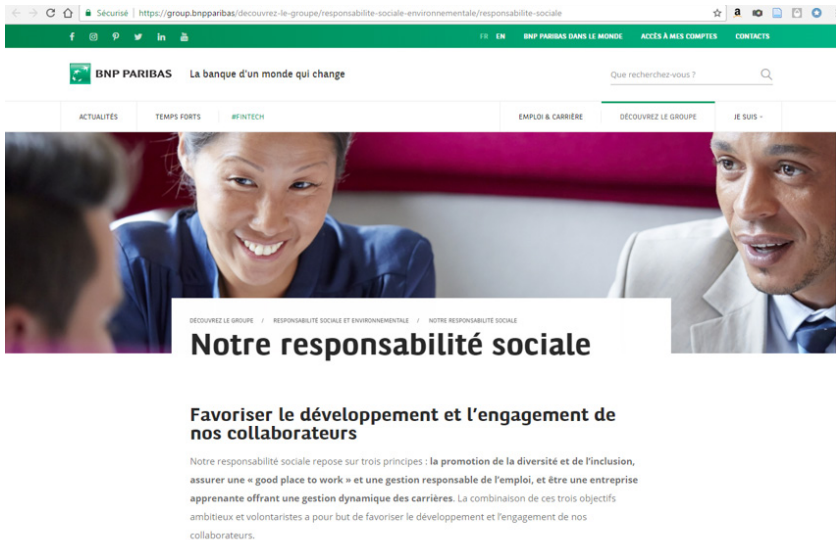 Sécurisé | https://group.bnpparibas/decouvrez-le-groupe/responsabilite-sociale-environnementale/responsabilite-sociale
FR EN BNP PARIBAS DANS LE MONDE ACCÈS À MES COMPTES CONTACTS
BNP PARIBAS La banque d'un monde qui change Que recherchez-vous ?
ACTUALITÉS TEMPS FORTS #FINTECH EMPLOI & CARRIÈRE DÉCOUVREZ LE GROUPE JE SUIS
DÉCOUVREZ LE GROUPE / RESPONSABILITÉ SOCIALE ET ENVIRONNEMENTALE / NOTRE RESPONSABILITÉ SOCIALE
Notre responsabilité sociale
Favoriser le développement et l'engagement de
nos collaborateurs
Notre responsabilité sociale repose sur trois principes : la promotion de la diversité et de l'inclusion,
assurer une « good place to work » et une gestion responsable de l'emploi, et être une entreprise
apprenante offrant une gestion dynamique des carrières. La combinaison de ces trois objectifs
ambitieux et volontaristes a pour but de favoriser le développement et l'engagement de nos
collaborateurs.